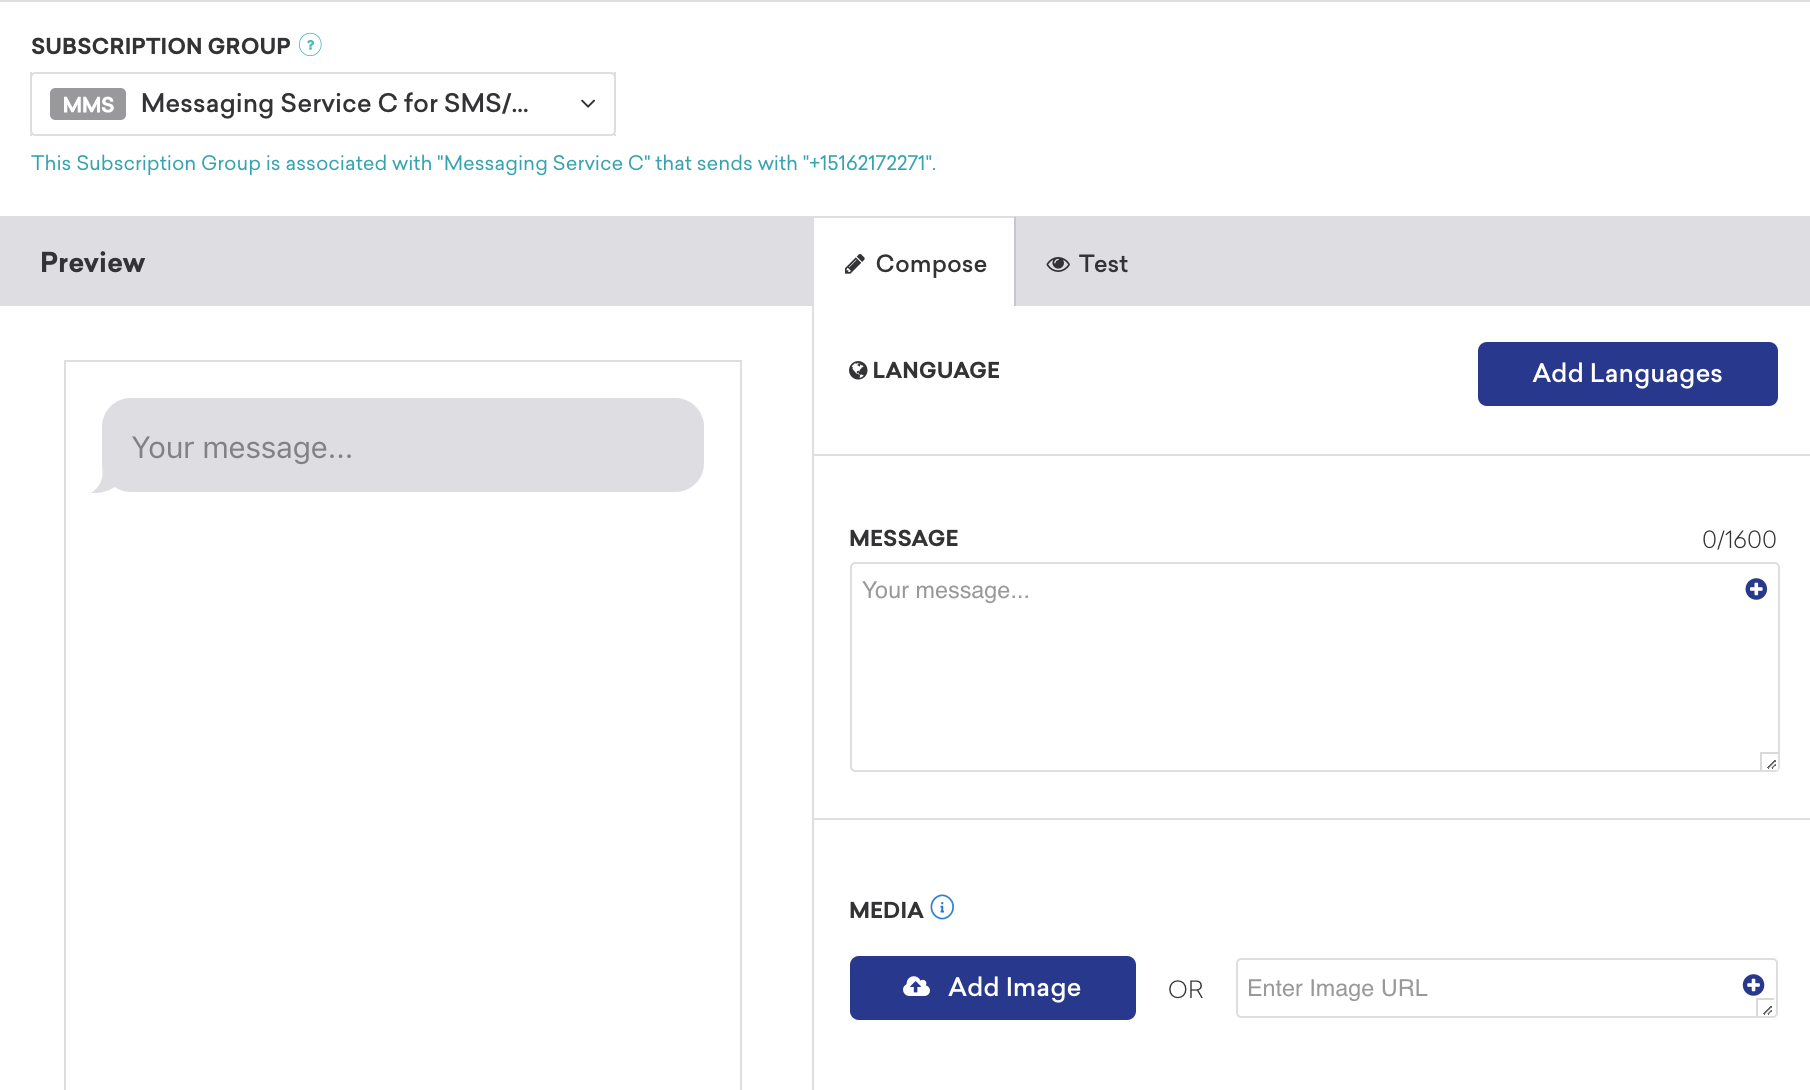 SUBSCRIPTION GROUP ?
MMS Messaging Service C for SMS/...
This Subscription Group is associated with "Messaging Service C" that sends with "+15162172271".
Preview
Compose
Test
Your message...
LANGUAGE
Add Languages
MESSAGE
0/1600
Your message...
MEDIA i
Add Image
OR
Enter Image URL